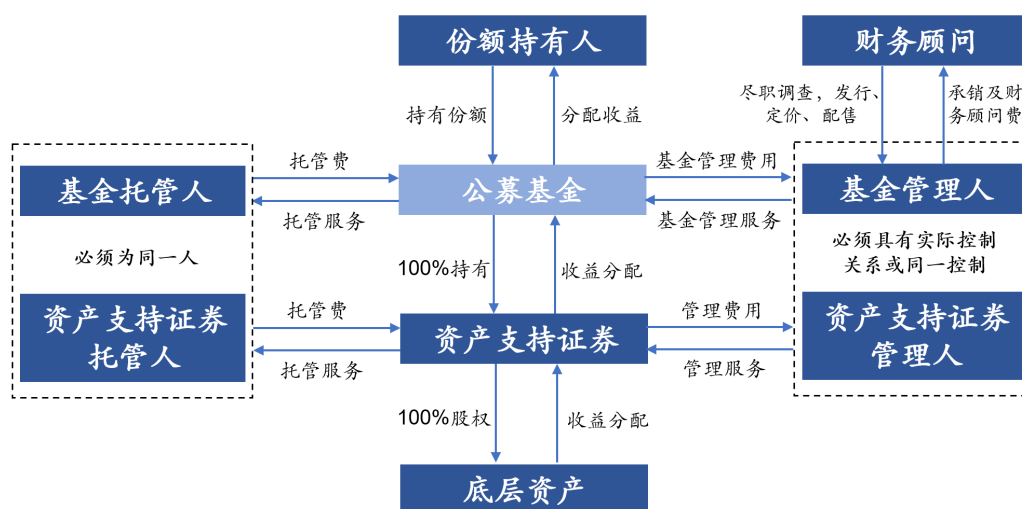 份额持有人
财务顾问
持有份额
分配收益
尽职调查，发行、
定价、配售
承销及财
务顾问费
基金托管人
托管费
托管服务
公募基金
基金管理费用
基金管理服务
基金管理人
必须为同一人
100%持有
收益分配
必须具有实际控制
关系或同一控制
资产支持证券
托管人
托管费
托管服务
资产支持证券
管理费用
管理服务
资产支持证券
管理人
100%股权
收益分配
底层资产